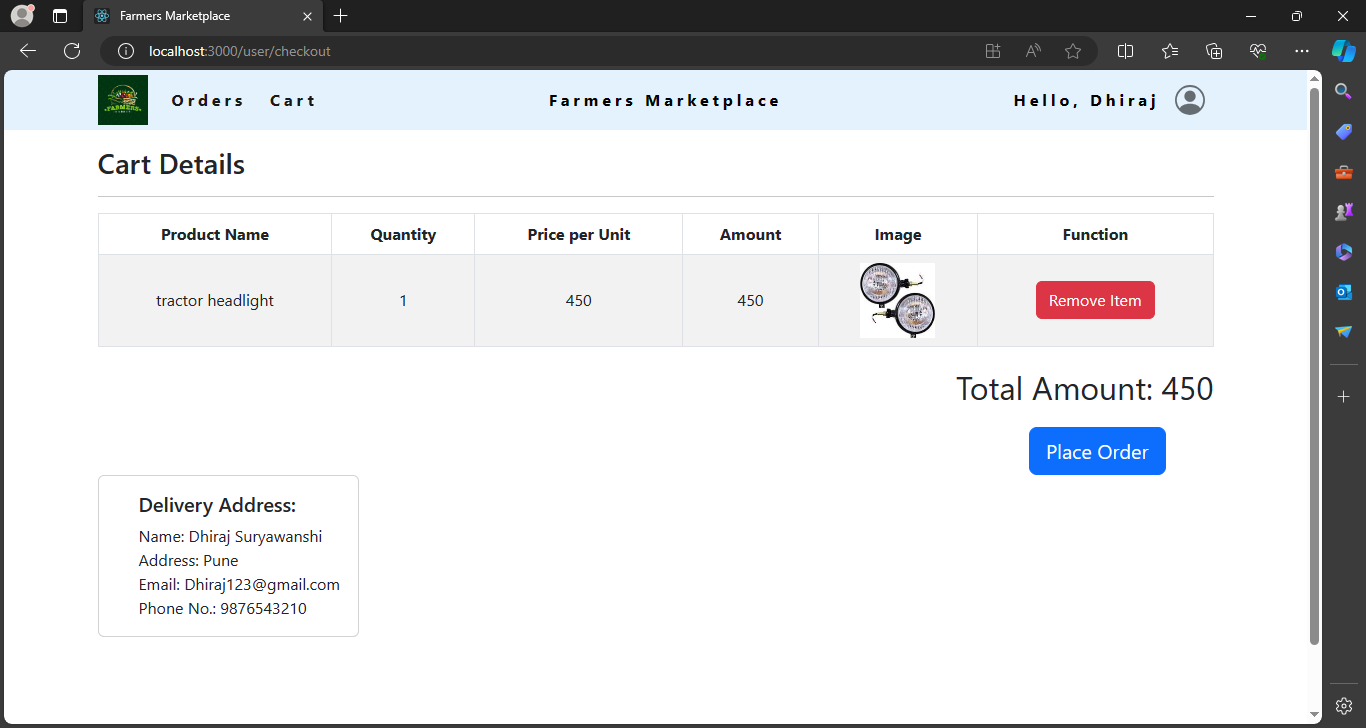 Farmers Marketplace
localhost:3000/user/checkout
FARMERS
Orders Cart Farmers Marketplace Hello, Dhiraj
Cart Details
Product Name Quantity Price per Unit Amount Image Function
tractor headlight 1 450 450 Remove Item
Total Amount: 450
Place Order
Delivery Address:
Name: Dhiraj Suryawanshi
Address: Pune
Email: Dhiraj123@gmail.com
Phone No.: 9876543210